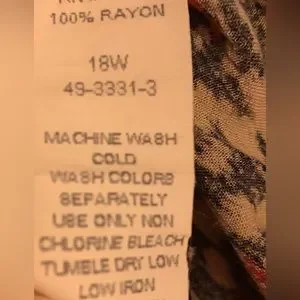 100% RAYON
18W
49-3331-3
MACHINE WASH
COLD
WASH COLORS
SEPARATELY
USE ONLY NON
CHLORINE BLEACH
TUMBLE DRY LOW
LOW IRON